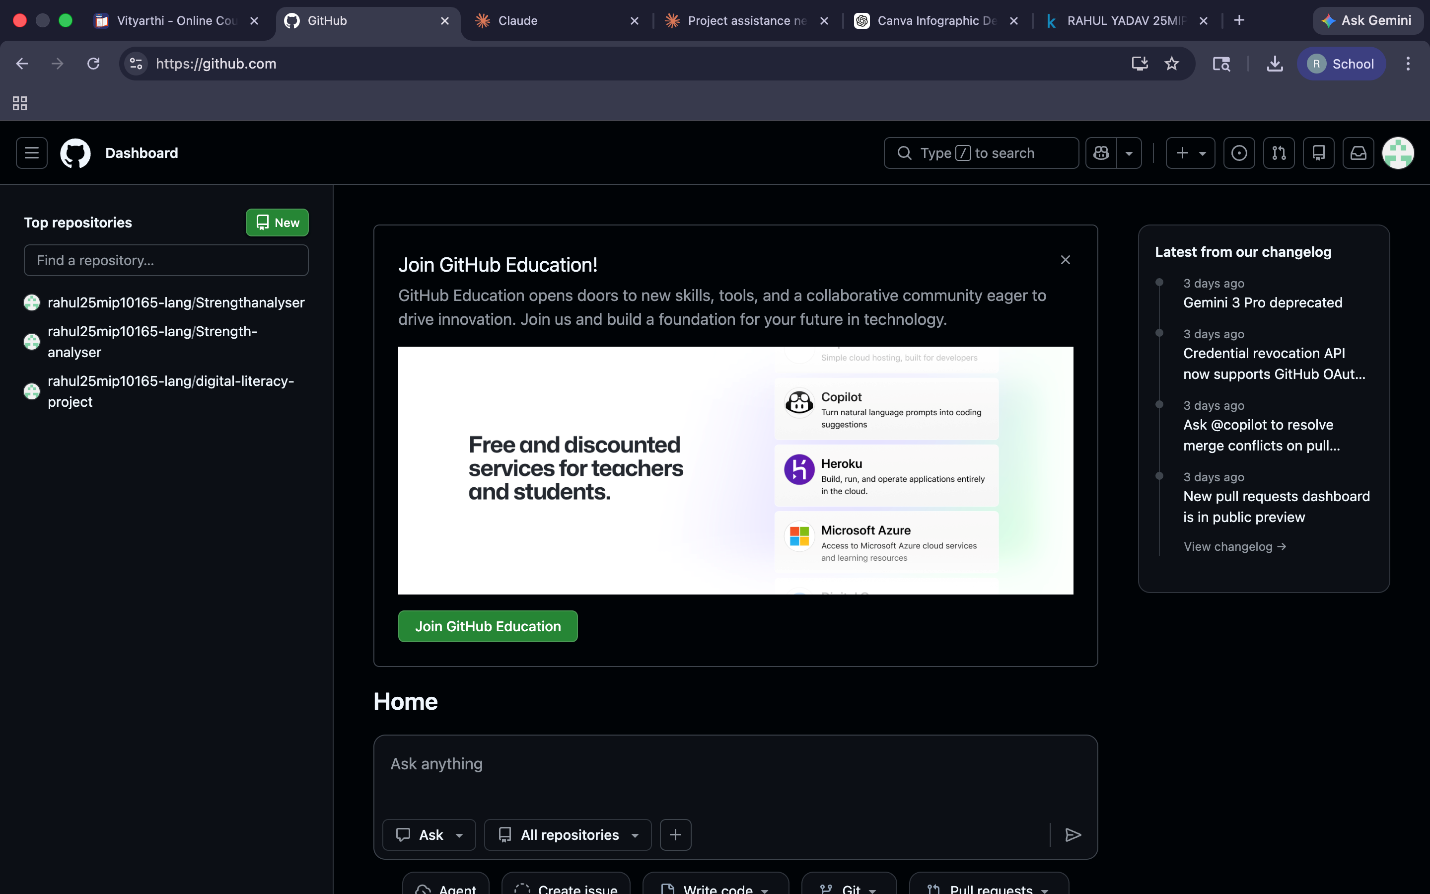 Vityarthi - Online Cou
GitHub
Claude
Project assistance ne
Canva Infographic De
RAHUL YADAV 25MIP
Ask Gemini
https://github.com
R
School
Dashboard
Type / to search
Top repositories
New
Find a repository...
rahul25mip10165-lang/Strengthanalyser
rahul25mip10165-lang/Strength-
analyser
rahul25mip10165-lang/digital-literacy-
project
Join GitHub Education!
GitHub Education opens doors to new skills, tools, and a collaborative community eager to
drive innovation. Join us and build a foundation for your future in technology.
Free and discounted
services for teachers
and students.
Simple cloud hosting, built for developers
Copilot
Turn natural language prompts into coding
suggestions
Heroku
Build, run, and operate applications entirely
in the cloud.
Microsoft Azure
Access to Microsoft Azure cloud services
and learning resources
Join GitHub Education
Home
Ask anything
Ask
All repositories
Agent
Create issue
Write code
Git
Pull requests
Latest from our changelog
3 days ago
Gemini 3 Pro deprecated
3 days ago
Credential revocation API
now supports GitHub OAut...
3 days ago
Ask @copilot to resolve
merge conflicts on pull...
3 days ago
New pull requests dashboard
is in public preview
View changelog →